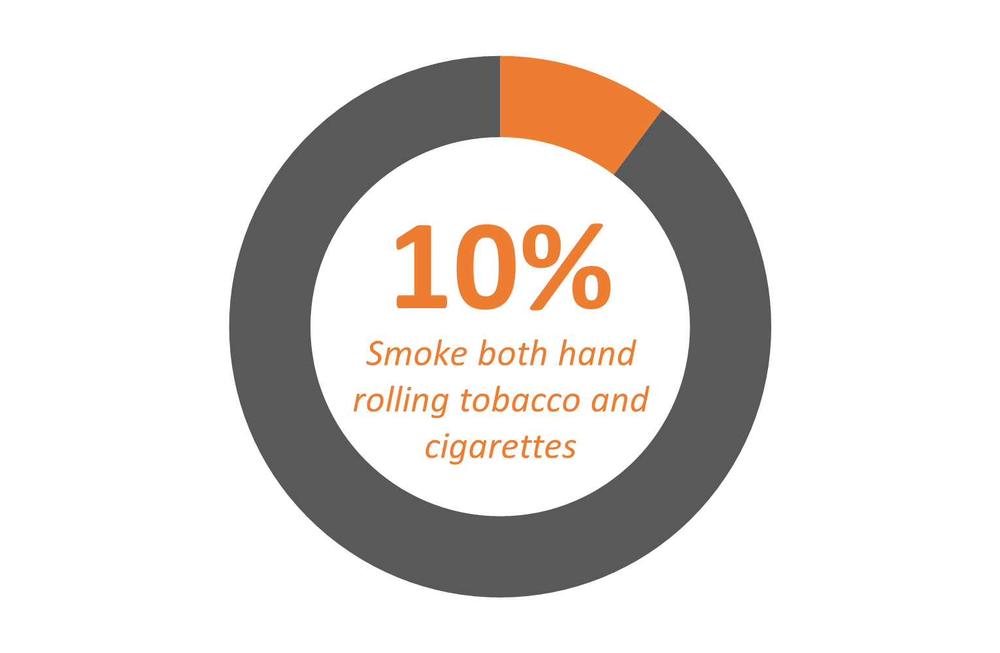 10%
Smoke both hand
rolling tobacco and
cigarettes